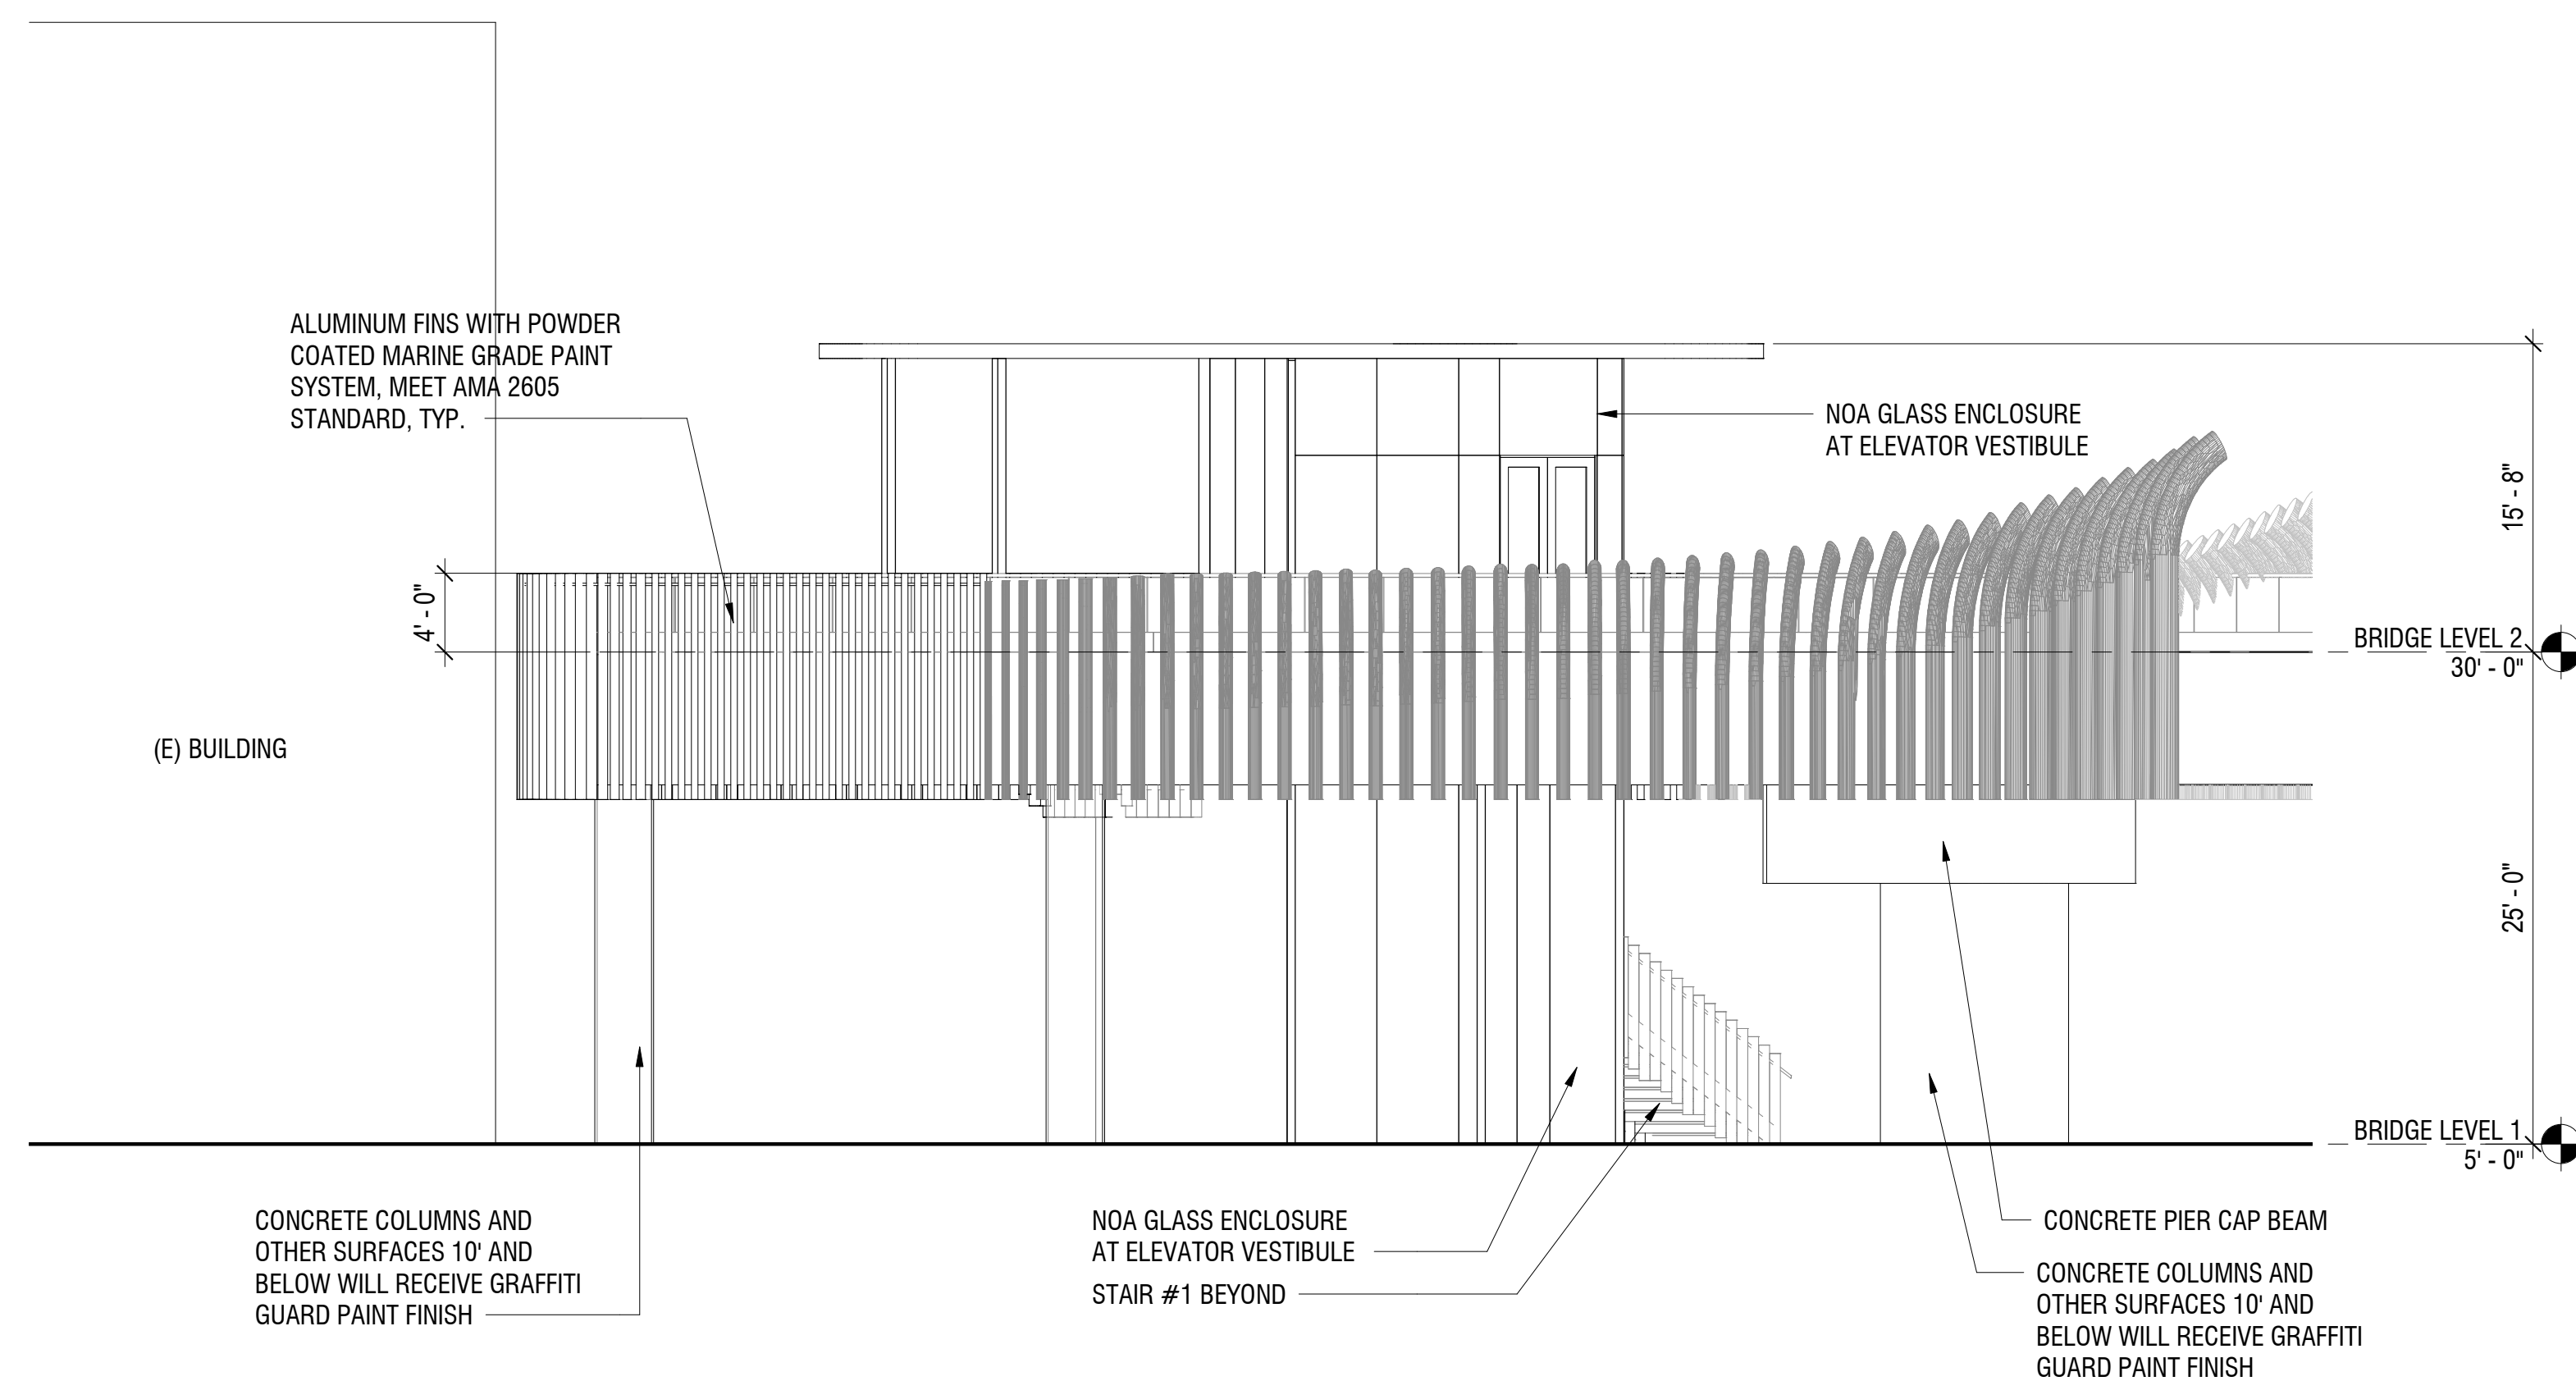 ALUMINUM FINS WITH POWDER
COATED MARINE GRADE PAINT
SYSTEM, MEET AMA 2605
STANDARD, TYP.
NOA GLASS ENCLOSURE
AT ELEVATOR VESTIBULE
15' - 8"
4' - 0"
BRIDGE LEVEL 2
30' - 0"
(E) BUILDING
25' - 0"
BRIDGE LEVEL 1
5' - 0"
CONCRETE COLUMNS AND
OTHER SURFACES 10' AND
BELOW WILL RECEIVE GRAFFITI
GUARD PAINT FINISH
NOA GLASS ENCLOSURE
AT ELEVATOR VESTIBULE
STAIR #1 BEYOND
CONCRETE PIER CAP BEAM
CONCRETE COLUMNS AND
OTHER SURFACES 10' AND
BELOW WILL RECEIVE GRAFFITI
GUARD PAINT FINISH